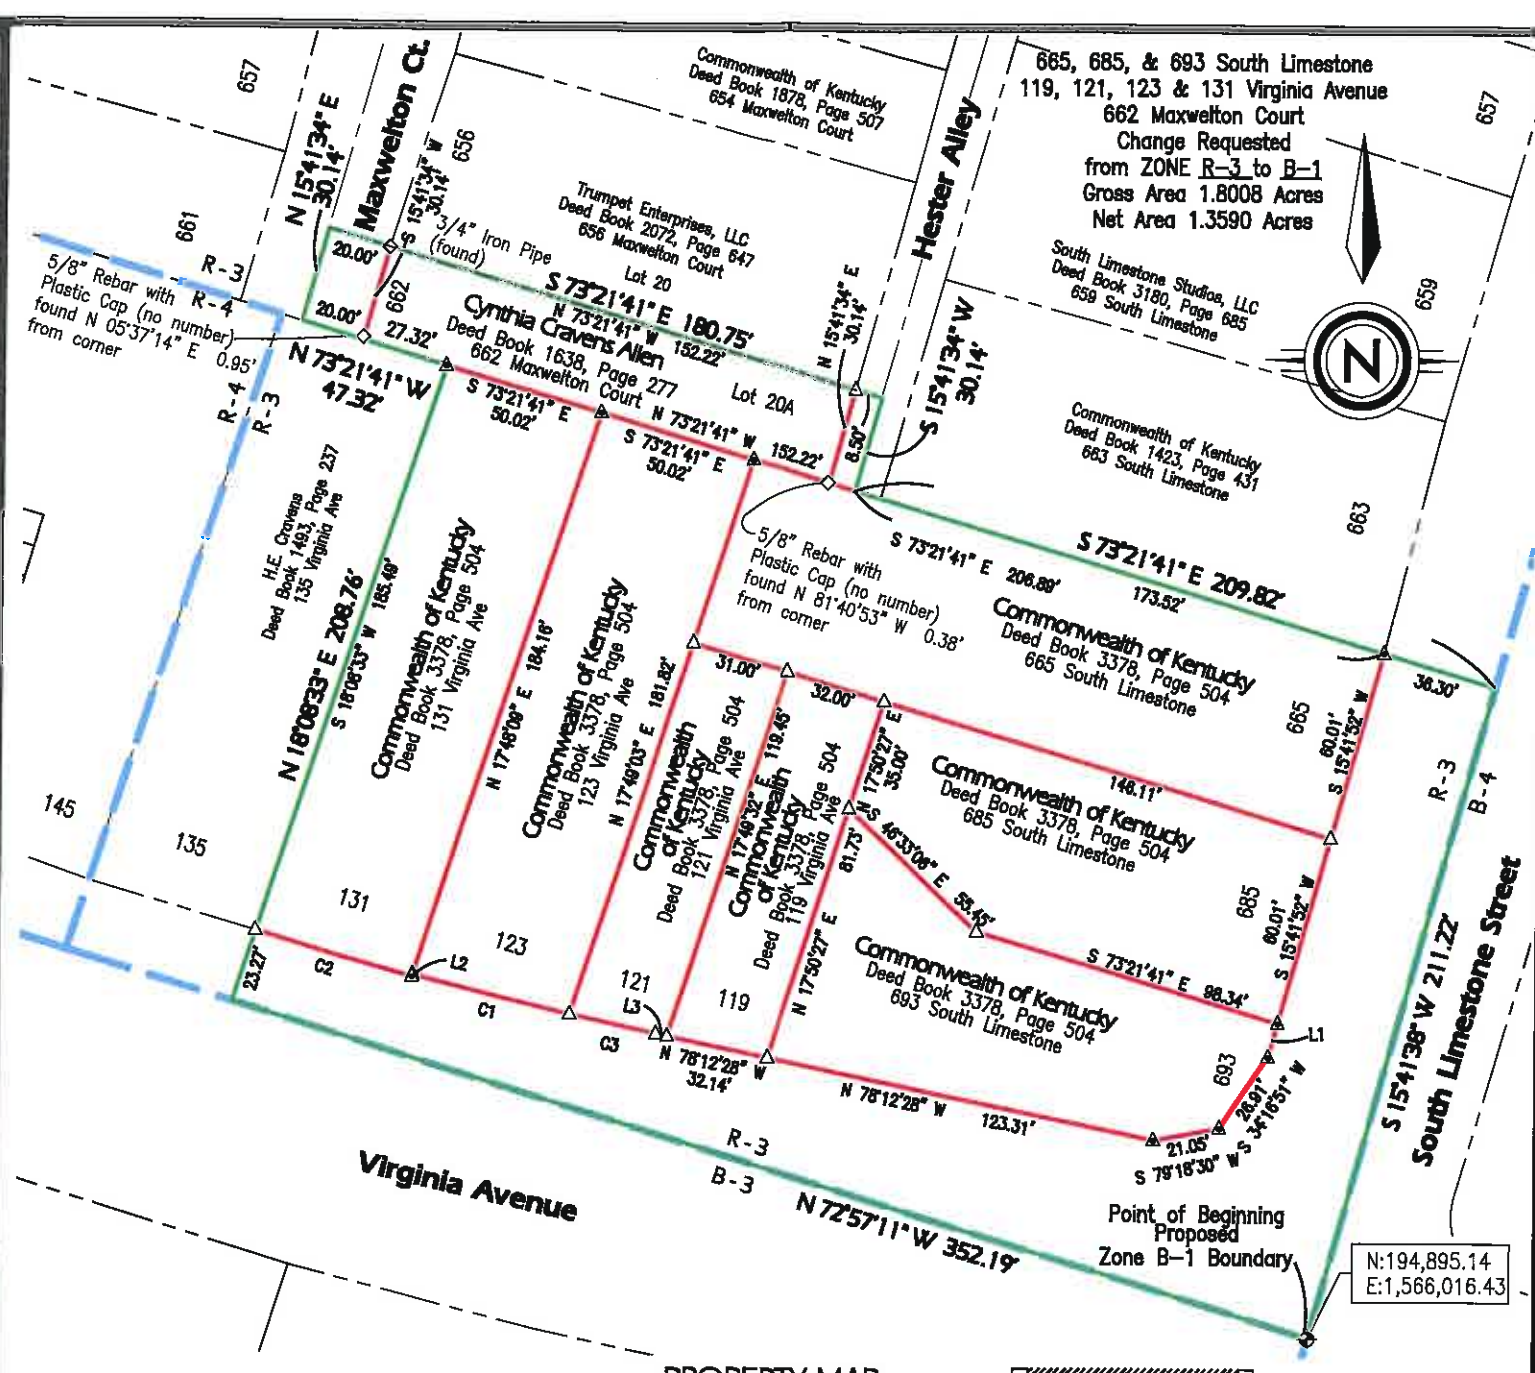 665, 685, & 693 South Limestone
119, 121, 123 & 131 Virginia Avenue
662 Maxwelton Court
Change Requested
from ZONE R-3 to B-1
Gross Area 1.8008 Acres
Net Area 1.3590 Acres
657
N 15°41'34" E
30.14'
Maxwelton Ct.
S 15°41'34" W
30.14'
656
Commonwealth of Kentucky
Deed Book 1878, Page 507
654 Maxwelton Court
Hester Alley
657
661
R-3
R-4
20.00'
3/4" Iron Pipe
(found)
Trumpet Enterprises, LLC
Deed Book 2072, Page 647
656 Maxwelton Court
Lot 20
South Limestone Studios, LLC
Deed Book 3180, Page 685
659 South Limestone
659
N
5/8" Rebar with
Plastic Cap (no number)
found N 05°37'14" E 0.95'
from corner
20.00'
662
27.32'
S 73°21'41" E 180.75'
N 73°21'41" W 152.22'
Cynthia Cravens Allen
Deed Book 1638, Page 277
662 Maxwelton Court
Lot 20A
N 15°41'34" E
30.14'
S 15°41'34" W
30.14'
8.50'
N 73°21'41" W
47.32'
R-4
R-3
S 73°21'41" E
50.02'
N 73°21'41" W 152.22'
S 73°21'41" E
50.02'
Commonwealth of Kentucky
Deed Book 1423, Page 431
663 South Limestone
663
H.E. Cravens
Deed Book 1493, Page 237
135 Virginia Ave
N 18°08'33" E 208.76'
S 18°08'33" W 185.49'
Commonwealth of Kentucky
Deed Book 3378, Page 504
131 Virginia Ave
N 17°48'09" E 184.16'
Commonwealth of Kentucky
Deed Book 3378, Page 504
123 Virginia Ave
N 17°49'03" E 181.82'
5/8" Rebar with
Plastic Cap (no number)
found N 81°40'53" W 0.38'
from corner
S 73°21'41" E 206.89'
S 73°21'41" E 209.82'
173.52'
36.30'
Commonwealth of Kentucky
Deed Book 3378, Page 504
665 South Limestone
665
S 15°41'52" W
60.01'
31.00'
32.00'
Commonwealth
of Kentucky
Deed Book 3378, Page 504
121 Virginia Ave
N 17°49'32" E 119.45'
Commonwealth
of Kentucky
Deed Book 3378, Page 504
119 Virginia Ave
N 17°50'27" E
35.00'
146.11'
Commonwealth of Kentucky
Deed Book 3378, Page 504
685 South Limestone
685
S 15°41'52" W
60.01'
R-3
B-4
S 46°33'06" E 55.45'
81.73'
N 17°50'27" E
S 73°21'41" E 98.34'
Commonwealth of Kentucky
Deed Book 3378, Page 504
693 South Limestone
693
L1
S 34°16'51" W
26.91'
S 15°41'38" W 211.22'
South Limestone Street
145
135
131
123
121
119
23.27'
C2
L2
C1
L3
C3
N 78°12'28" W
32.14'
N 78°12'28" W 123.31'
21.05'
S 79°18'30" W
R-3
B-3
Virginia Avenue
N 72°57'11" W 352.19'
Point of Beginning
Proposed
Zone B-1 Boundary
N:194,895.14
E:1,566,016.43
PROPERTY MAP